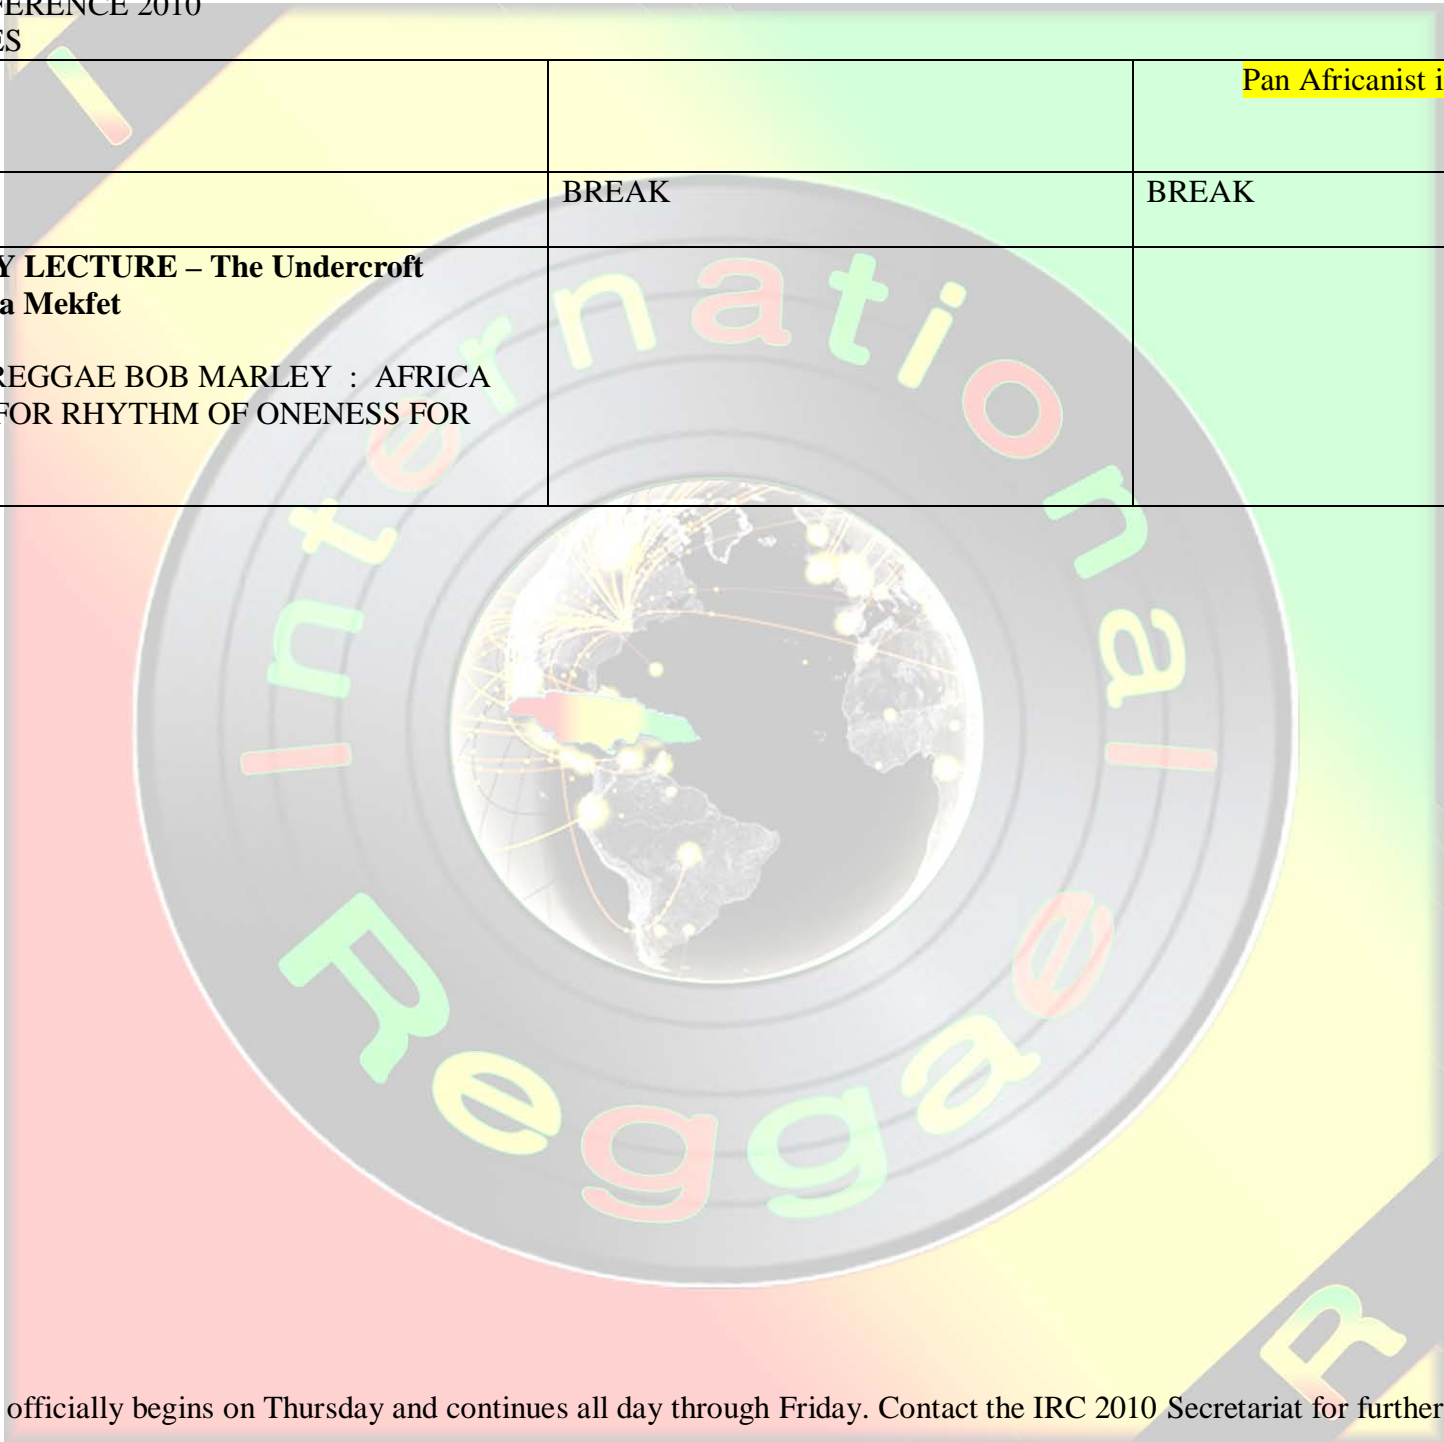 FERENCE 2010
ES
Pan Africanist i
BREAK
BREAK
Y LECTURE – The Undercroft
a Mekfet
REGGAE BOB MARLEY : AFRICA
FOR RHYTHM OF ONENESS FOR
I
International
Reggae
R
officially begins on Thursday and continues all day through Friday. Contact the IRC 2010 Secretariat for further